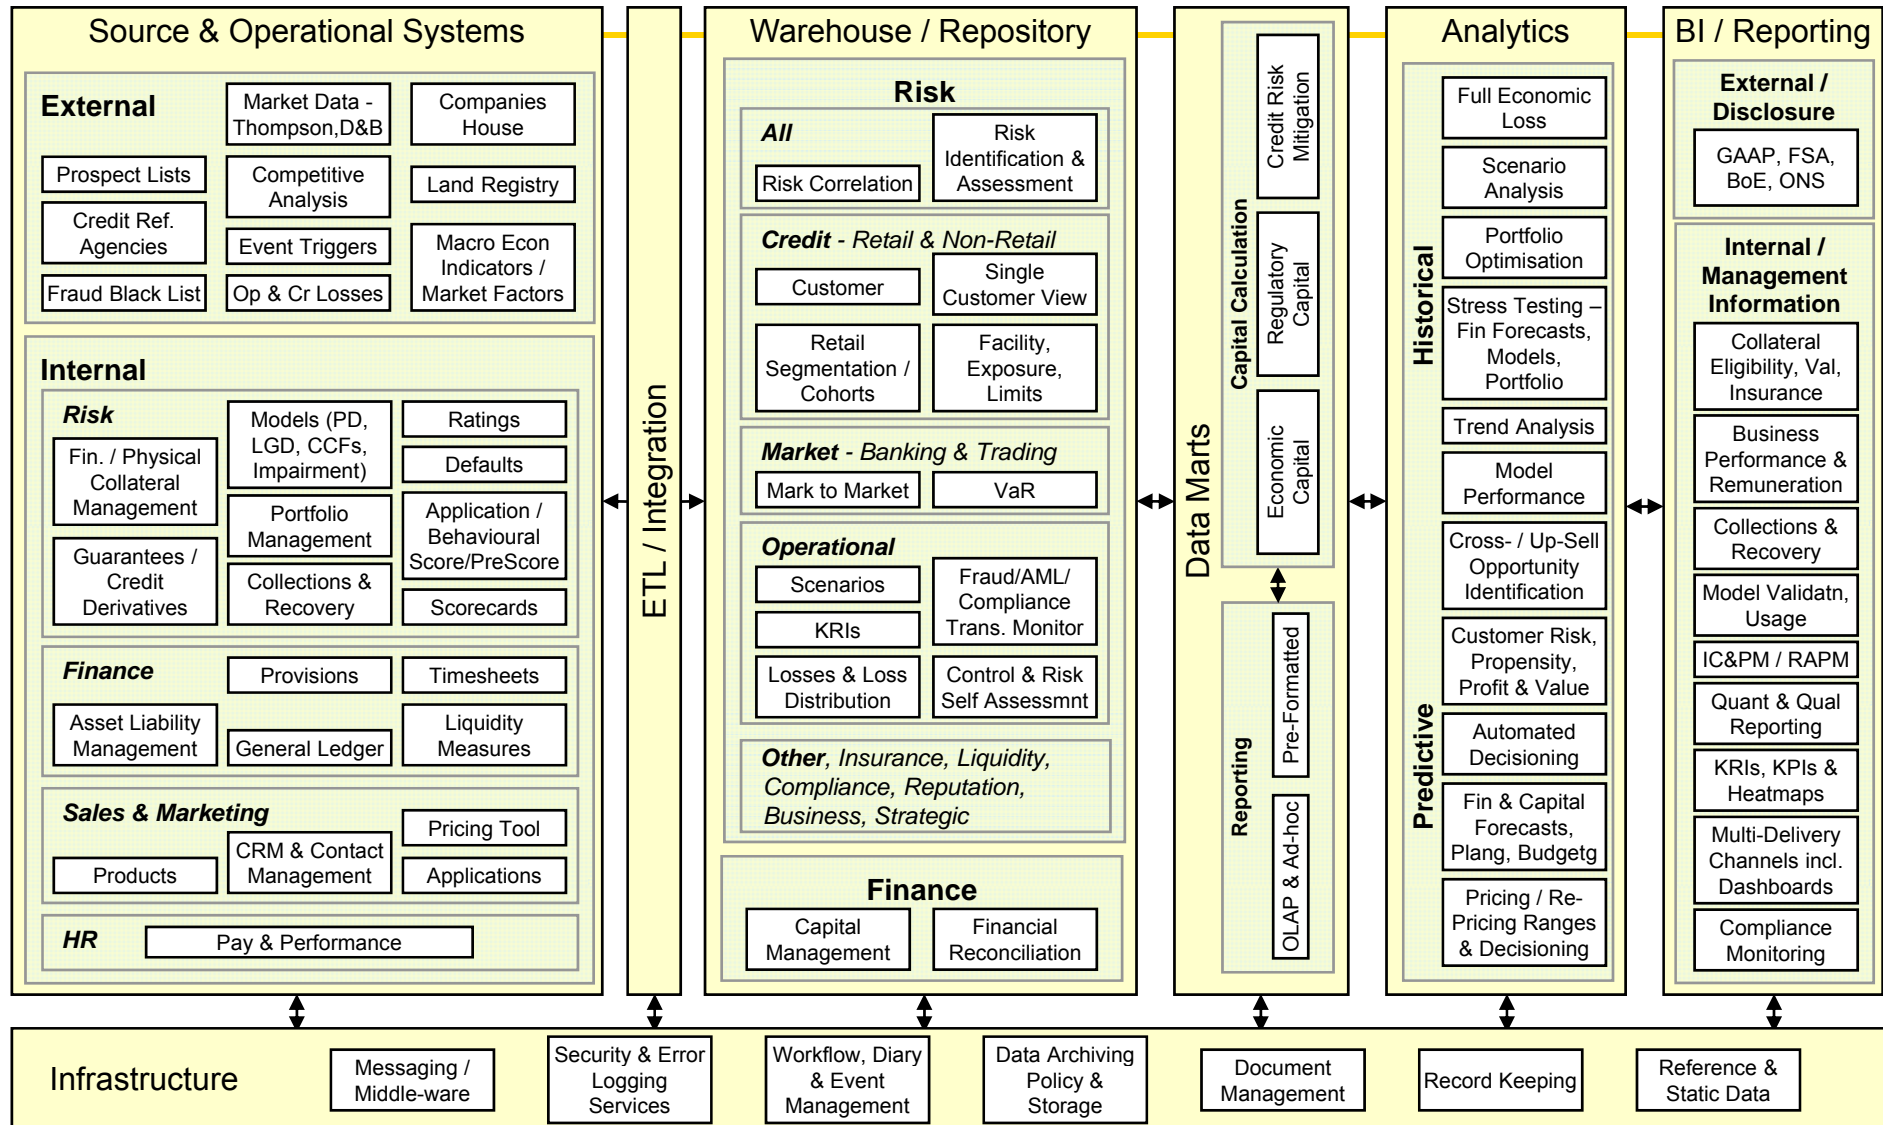 Source & Operational Systems
External
Market Data -
Thompson,D&B
Companies
House
Prospect Lists
Competitive
Analysis
Land Registry
Credit Ref.
Agencies
Event Triggers
Macro Econ
Indicators /
Market Factors
Fraud Black List
Op & Cr Losses
Internal
Risk
Models (PD,
LGD, CCFs,
Impairment)
Ratings
Fin. / Physical
Collateral
Management
Defaults
Portfolio
Management
Application /
Behavioural
Score/PreScore
Guarantees /
Credit
Derivatives
Collections &
Recovery
Scorecards
Finance
Provisions
Timesheets
Asset Liability
Management
General Ledger
Liquidity
Measures
Sales & Marketing
Pricing Tool
Products
CRM & Contact
Management
Applications
HR
Pay & Performance
ETL / Integration
Warehouse / Repository
Risk
All
Risk Correlation
Risk
Identification &
Assessment
Credit - Retail & Non-Retail
Customer
Single
Customer View
Retail
Segmentation /
Cohorts
Facility,
Exposure,
Limits
Market - Banking & Trading
Mark to Market
VaR
Operational
Scenarios
Fraud/AML/
Compliance
Trans. Monitor
KRIs
Losses & Loss
Distribution
Control & Risk
Self Assessmnt
Other, Insurance, Liquidity,
Compliance, Reputation,
Business, Strategic
Finance
Capital
Management
Financial
Reconciliation
Data Marts
Capital Calculation
Credit Risk
Mitigation
Regulatory
Capital
Economic
Capital
Reporting
Pre-Formatted
OLAP & Ad-hoc
Analytics
Historical
Full Economic
Loss
Scenario
Analysis
Portfolio
Optimisation
Stress Testing –
Fin Forecasts,
Models,
Portfolio
Trend Analysis
Model
Performance
Predictive
Cross- / Up-Sell
Opportunity
Identification
Customer Risk,
Propensity,
Profit & Value
Automated
Decisioning
Fin & Capital
Forecasts,
Plang, Budgetg
Pricing / Re-
Pricing Ranges
& Decisioning
BI / Reporting
External /
Disclosure
GAAP, FSA,
BoE, ONS
Internal /
Management
Information
Collateral
Eligibility, Val,
Insurance
Business
Performance &
Remuneration
Collections &
Recovery
Model Validatn,
Usage
IC&PM / RAPM
Quant & Qual
Reporting
KRIs, KPIs &
Heatmaps
Multi-Delivery
Channels incl.
Dashboards
Compliance
Monitoring
Infrastructure
Messaging /
Middle-ware
Security & Error
Logging
Services
Workflow, Diary
& Event
Management
Data Archiving
Policy &
Storage
Document
Management
Record Keeping
Reference &
Static Data